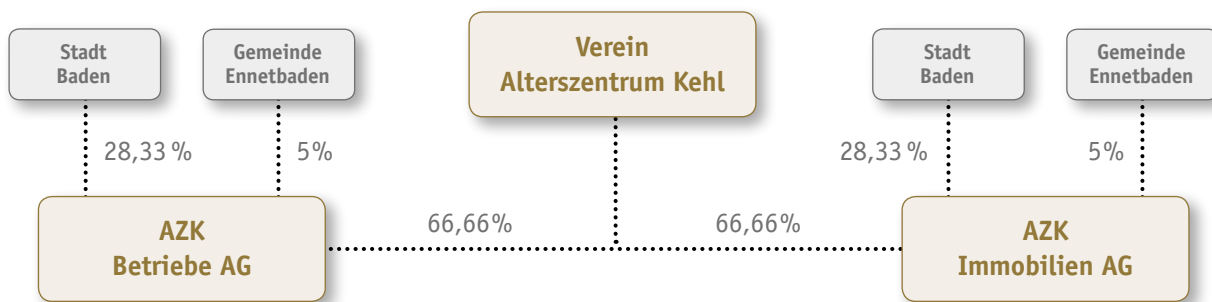 Stadt
Baden
Gemeinde
Ennetbaden
Verein
Alterszentrum Kehl
Stadt
Baden
Gemeinde
Ennetbaden
28,33 %
5%
28,33 %
5%
AZK
Betriebe AG
66,66%
66,66%
AZK
Immobilien AG